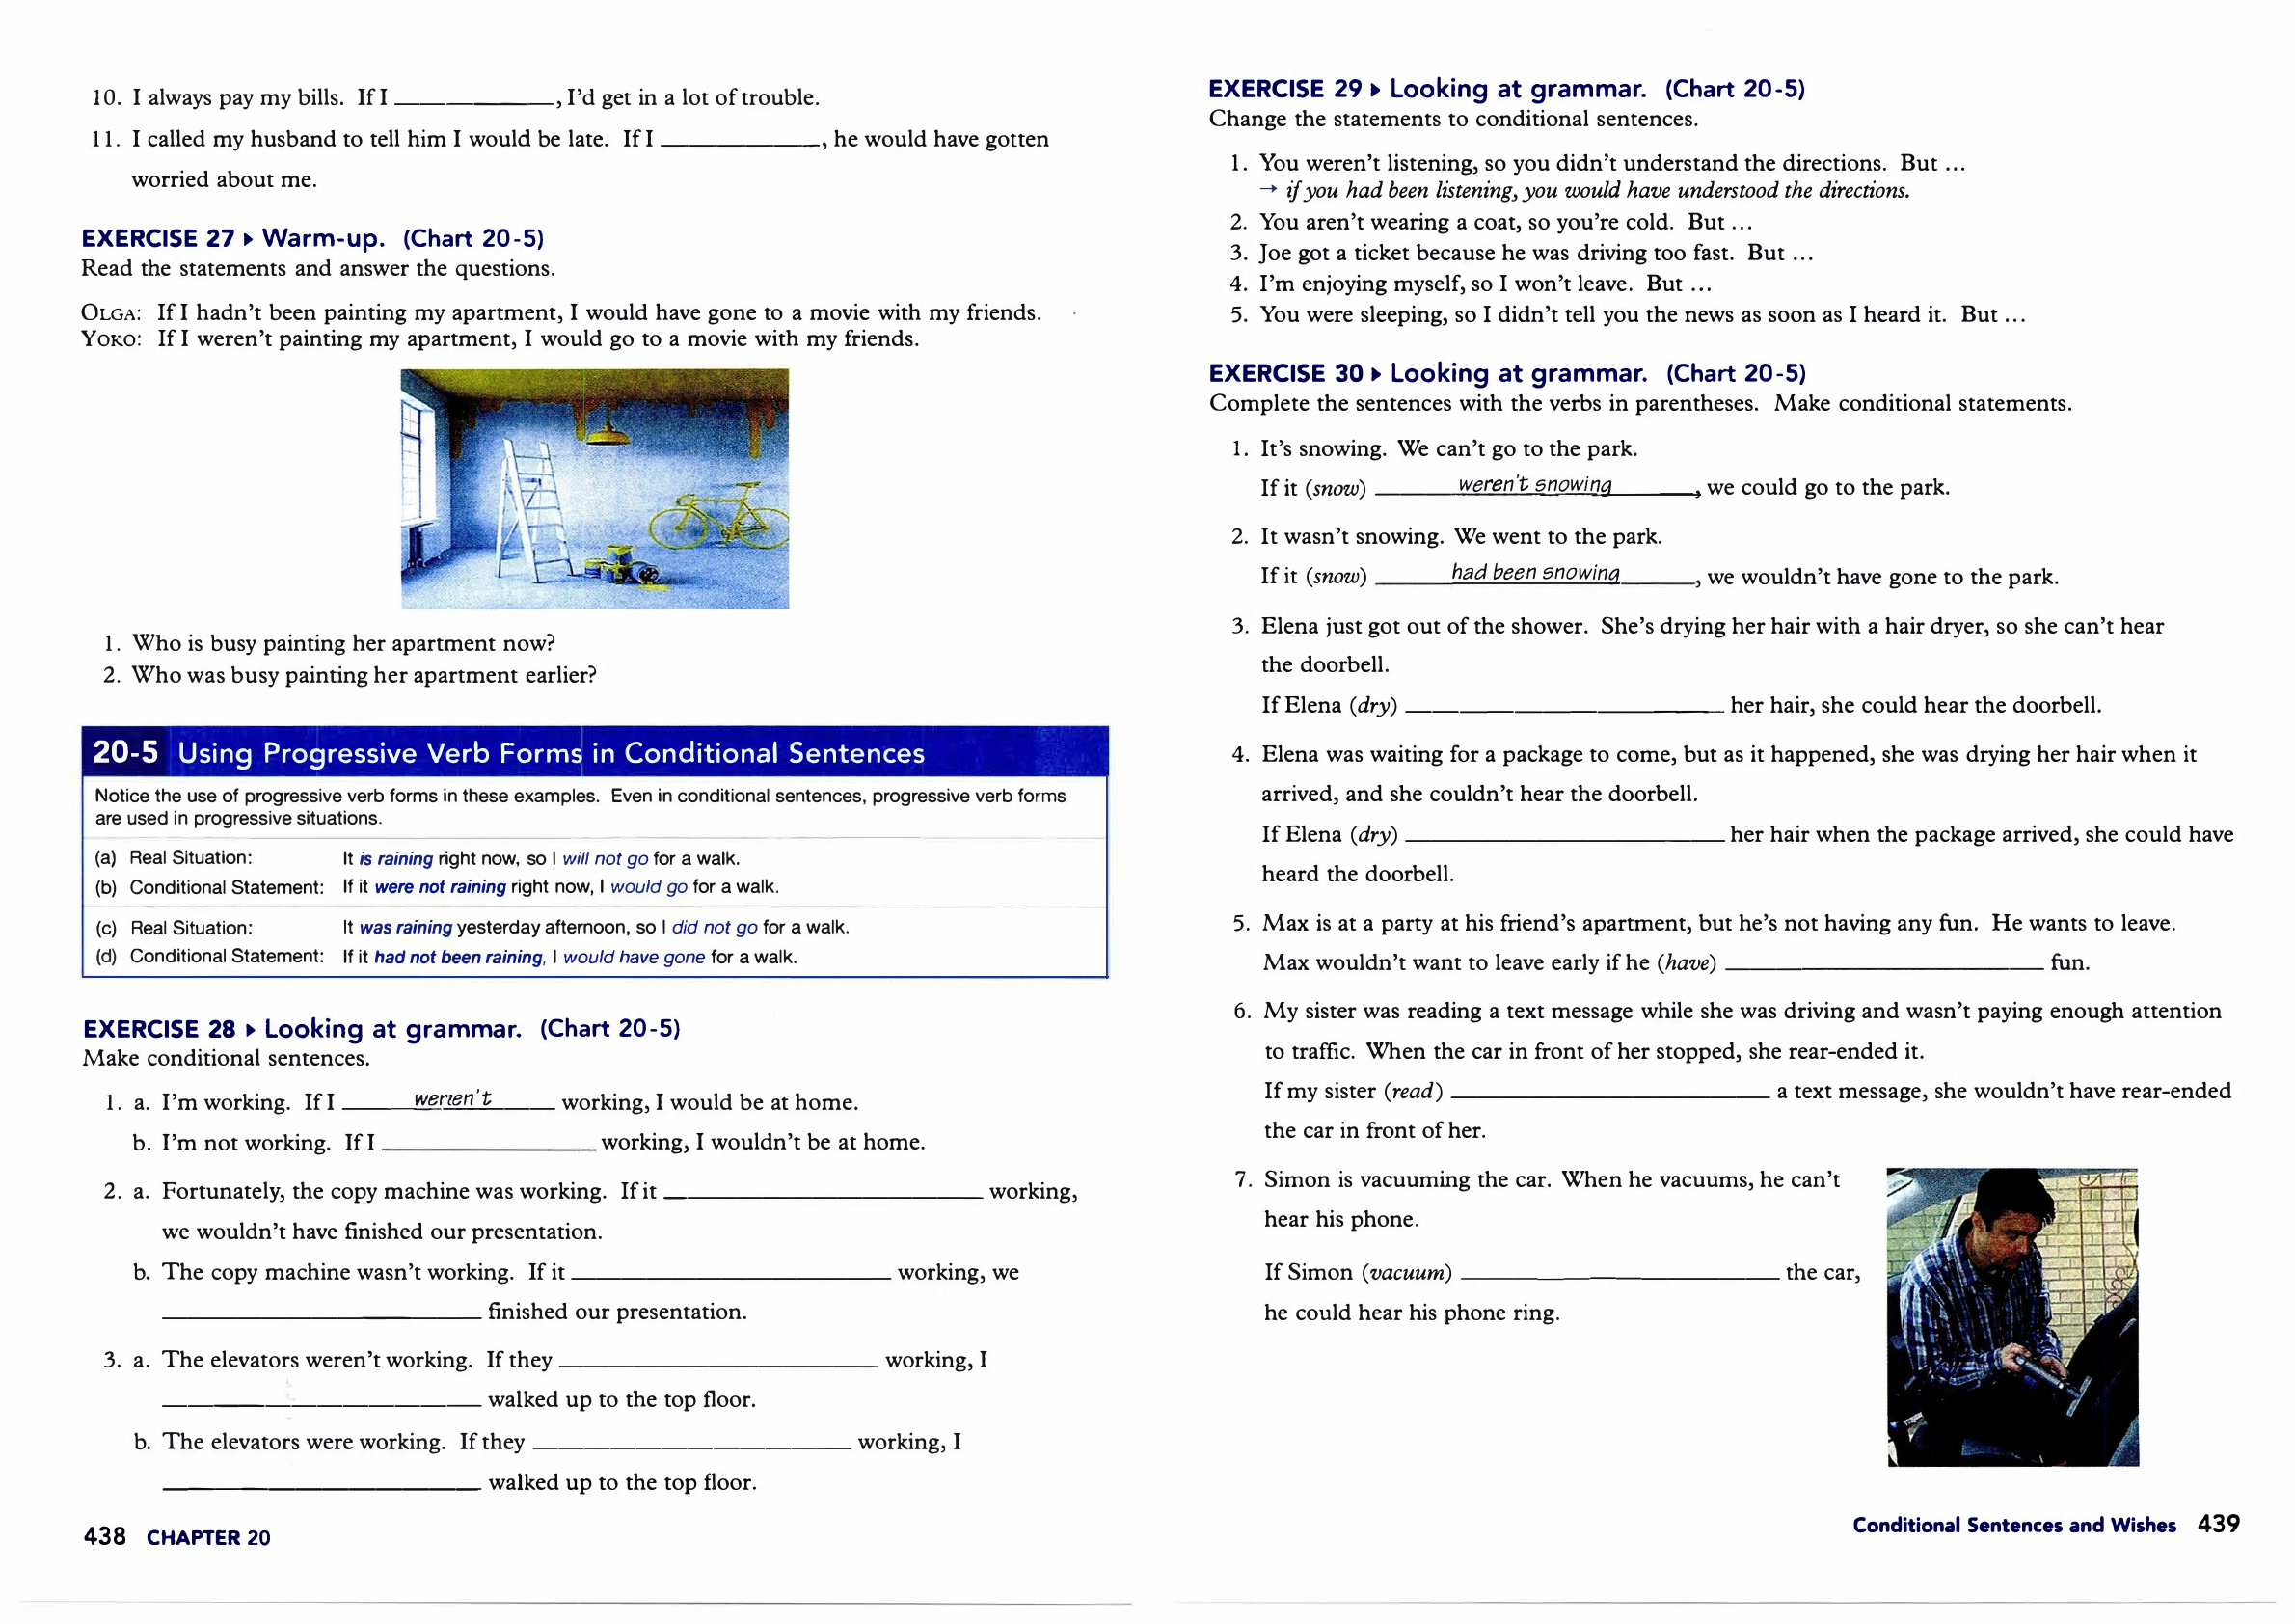 10. I always pay my bills. If I ____________, I'd get in a lot of trouble.
11. I called my husband to tell him I would be late. If I ____________, he would have gotten
worried about me.
EXERCISE 27 ▸ Warm-up. (Chart 20-5)
Read the statements and answer the questions.
OLGA: If I hadn't been painting my apartment, I would have gone to a movie with my friends.
YOKO: If I weren't painting my apartment, I would go to a movie with my friends.
1. Who is busy painting her apartment now?
2. Who was busy painting her apartment earlier?
20-5 Using Progressive Verb Forms in Conditional Sentences
Notice the use of progressive verb forms in these examples. Even in conditional sentences, progressive verb forms
are used in progressive situations.
(a) Real Situation: It is raining right now, so I will not go for a walk.
(b) Conditional Statement: If it were not raining right now, I would go for a walk.
(c) Real Situation: It was raining yesterday afternoon, so I did not go for a walk.
(d) Conditional Statement: If it had not been raining, I would have gone for a walk.
EXERCISE 28 ▸ Looking at grammar. (Chart 20-5)
Make conditional sentences.
1. a. I'm working. If I ______weren't______ working, I would be at home.
b. I'm not working. If I ________________ working, I wouldn't be at home.
2. a. Fortunately, the copy machine was working. If it ________________________ working,
we wouldn't have finished our presentation.
b. The copy machine wasn't working. If it ________________________ working, we
________________________ finished our presentation.
3. a. The elevators weren't working. If they ________________________ working, I
________________________ walked up to the top floor.
b. The elevators were working. If they ________________________ working, I
________________________ walked up to the top floor.
438 CHAPTER 20
EXERCISE 29 ▸ Looking at grammar. (Chart 20-5)
Change the statements to conditional sentences.
1. You weren't listening, so you didn't understand the directions. But …
→ if you had been listening, you would have understood the directions.
2. You aren't wearing a coat, so you're cold. But …
3. Joe got a ticket because he was driving too fast. But …
4. I'm enjoying myself, so I won't leave. But …
5. You were sleeping, so I didn't tell you the news as soon as I heard it. But …
EXERCISE 30 ▸ Looking at grammar. (Chart 20-5)
Complete the sentences with the verbs in parentheses. Make conditional statements.
1. It's snowing. We can't go to the park.
If it (snow) ______weren't snowing______, we could go to the park.
2. It wasn't snowing. We went to the park.
If it (snow) ______had been snowing______, we wouldn't have gone to the park.
3. Elena just got out of the shower. She's drying her hair with a hair dryer, so she can't hear
the doorbell.
If Elena (dry) ________________________ her hair, she could hear the doorbell.
4. Elena was waiting for a package to come, but as it happened, she was drying her hair when it
arrived, and she couldn't hear the doorbell.
If Elena (dry) ________________________ her hair when the package arrived, she could have
heard the doorbell.
5. Max is at a party at his friend's apartment, but he's not having any fun. He wants to leave.
Max wouldn't want to leave early if he (have) ________________________ fun.
6. My sister was reading a text message while she was driving and wasn't paying enough attention
to traffic. When the car in front of her stopped, she rear-ended it.
If my sister (read) ________________________ a text message, she wouldn't have rear-ended
the car in front of her.
7. Simon is vacuuming the car. When he vacuums, he can't
hear his phone.
If Simon (vacuum) ________________________ the car,
he could hear his phone ring.
Conditional Sentences and Wishes 439